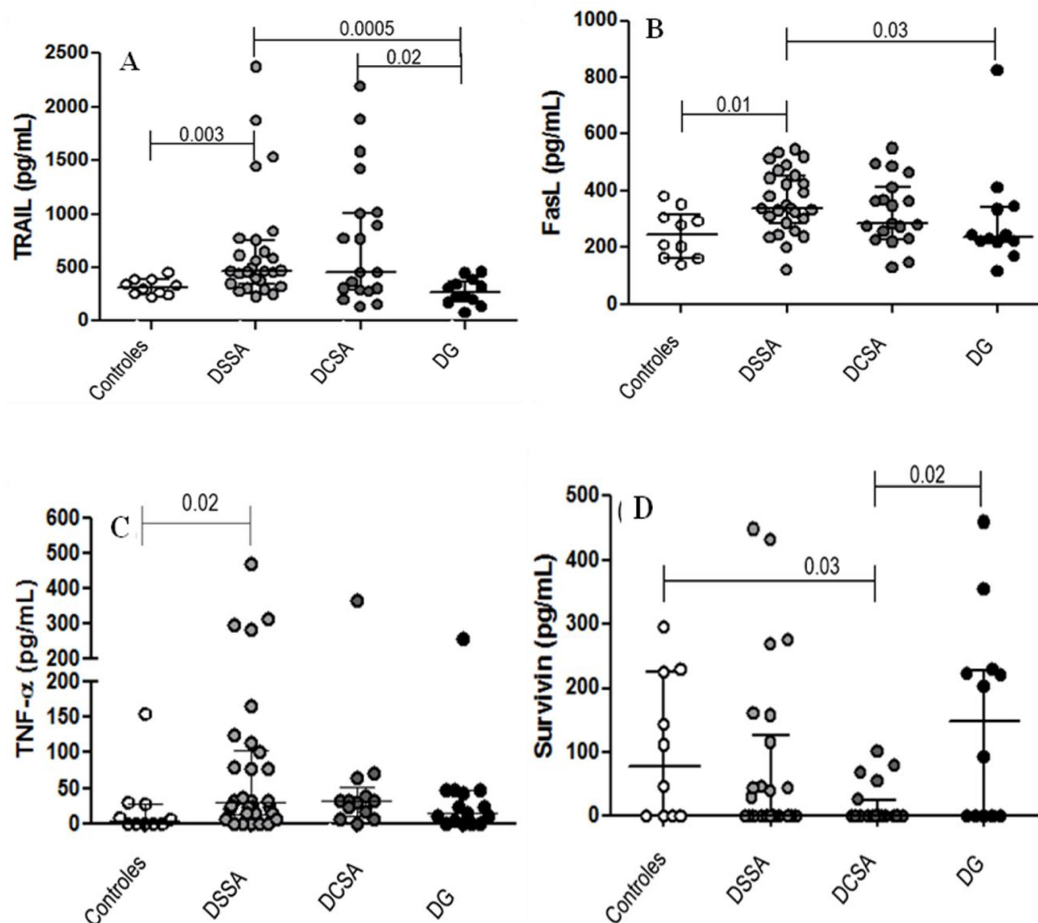 A
TRAIL (pg/mL)
2500
2000
1500
1000
500
0
0.0005
0.02
0.003
Controles
DSSA
DCSA
DG
B
FasL (pg/mL)
1000
800
600
400
200
0
0.03
0.01
Controles
DSSA
DCSA
DG
C
TNF-α (pg/mL)
600
500
400
300
200
200
150
100
50
0
0.02
Controles
DSSA
DCSA
DG
( D
Survivin (pg/mL)
500
400
300
200
100
0
0.02
0.03
Controles
DSSA
DCSA
DG